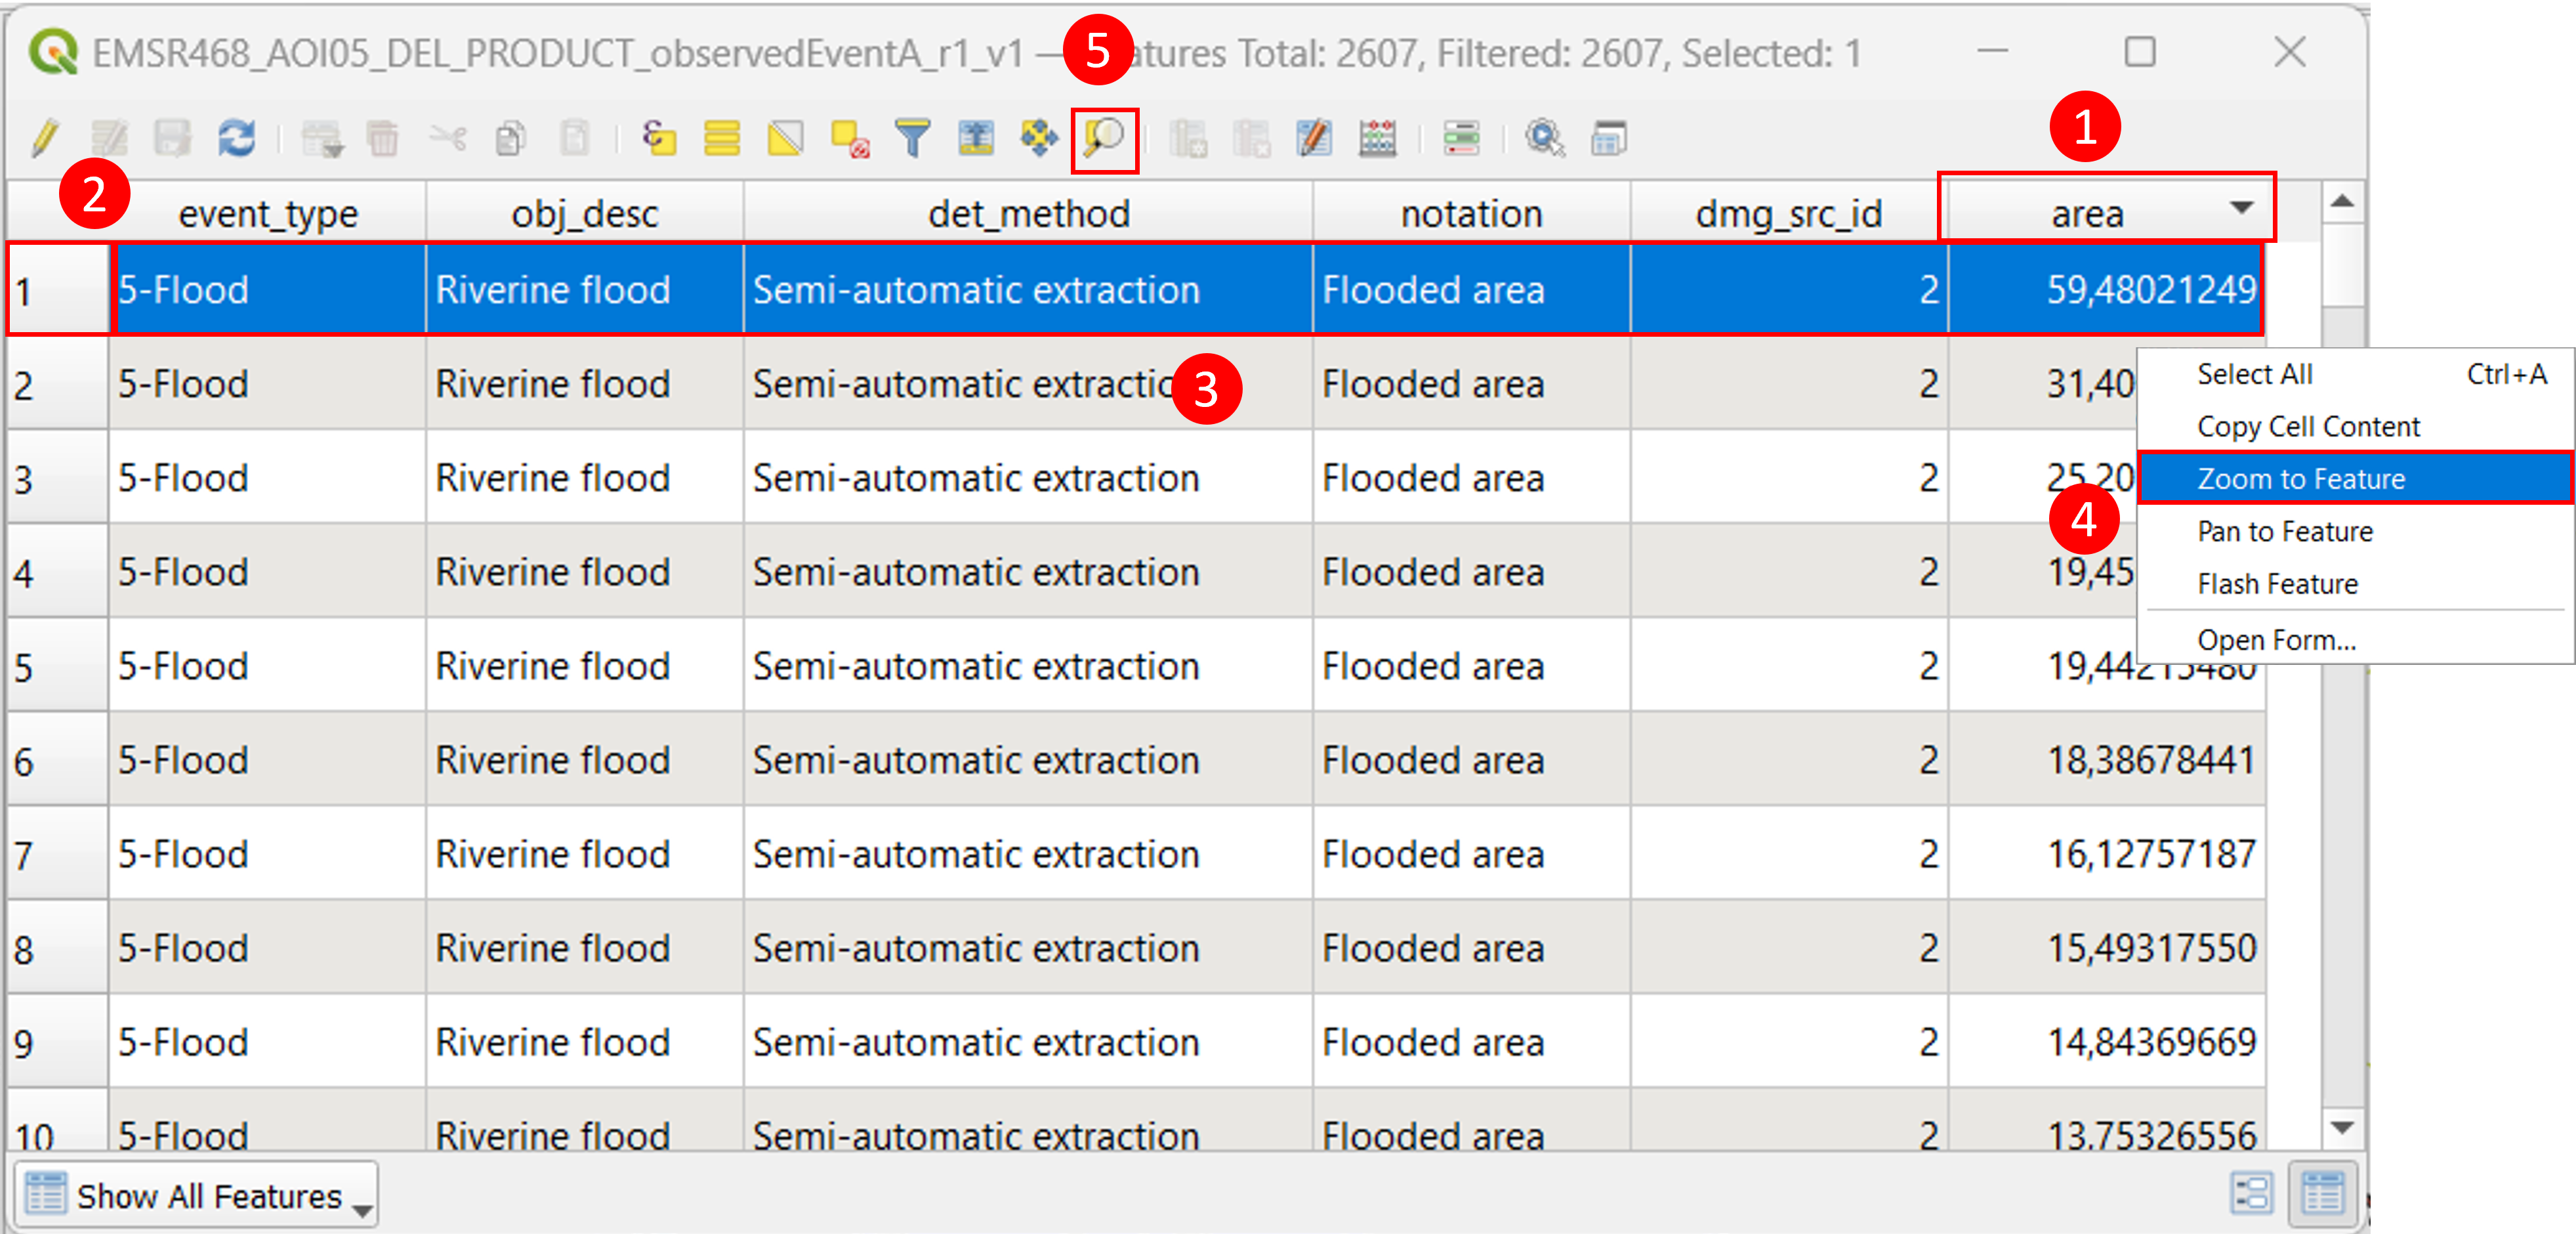 EMSR468_AOI05_DEL_PRODUCT_observedEventA_r1_v1 — atures Total: 2607, Filtered: 2607, Selected: 1
5
1
2
event_type obj_desc det_method notation dmg_src_id area
1 5-Flood Riverine flood Semi-automatic extraction Flooded area 2 59,48021249
2 5-Flood Riverine flood Semi-automatic extractio Flooded area 2 31,40
3
3 5-Flood Riverine flood Semi-automatic extraction Flooded area 2 25,20
4
4 5-Flood Riverine flood Semi-automatic extraction Flooded area 2 19,45
5 5-Flood Riverine flood Semi-automatic extraction Flooded area 2 19,44215480
6 5-Flood Riverine flood Semi-automatic extraction Flooded area 2 18,38678441
7 5-Flood Riverine flood Semi-automatic extraction Flooded area 2 16,12757187
8 5-Flood Riverine flood Semi-automatic extraction Flooded area 2 15,49317550
9 5-Flood Riverine flood Semi-automatic extraction Flooded area 2 14,84369669
10 5-Flood Riverine flood Semi-automatic extraction Flooded area 2 13,75326556
Select All Ctrl+A
Copy Cell Content
Zoom to Feature
Pan to Feature
Flash Feature
Open Form...
Show All Features